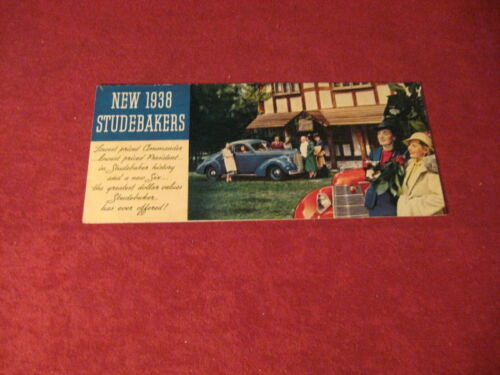 NEW 1938
STUDEBAKERS
Lowest priced Commander
...lowest priced President...
in Studebaker history
and a new Six...
the greatest dollar values
Studebaker
has ever offered!